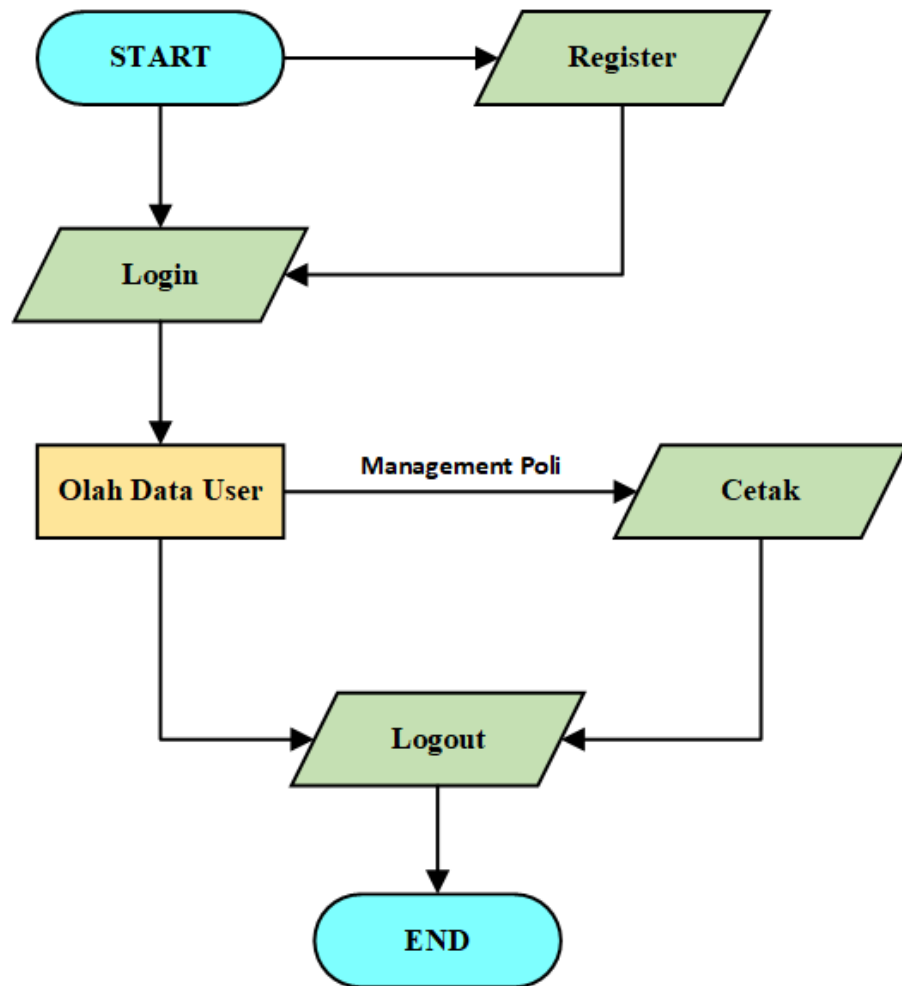 START
Register
Login
Olah Data User
Management Poli
Cetak
Logout
END